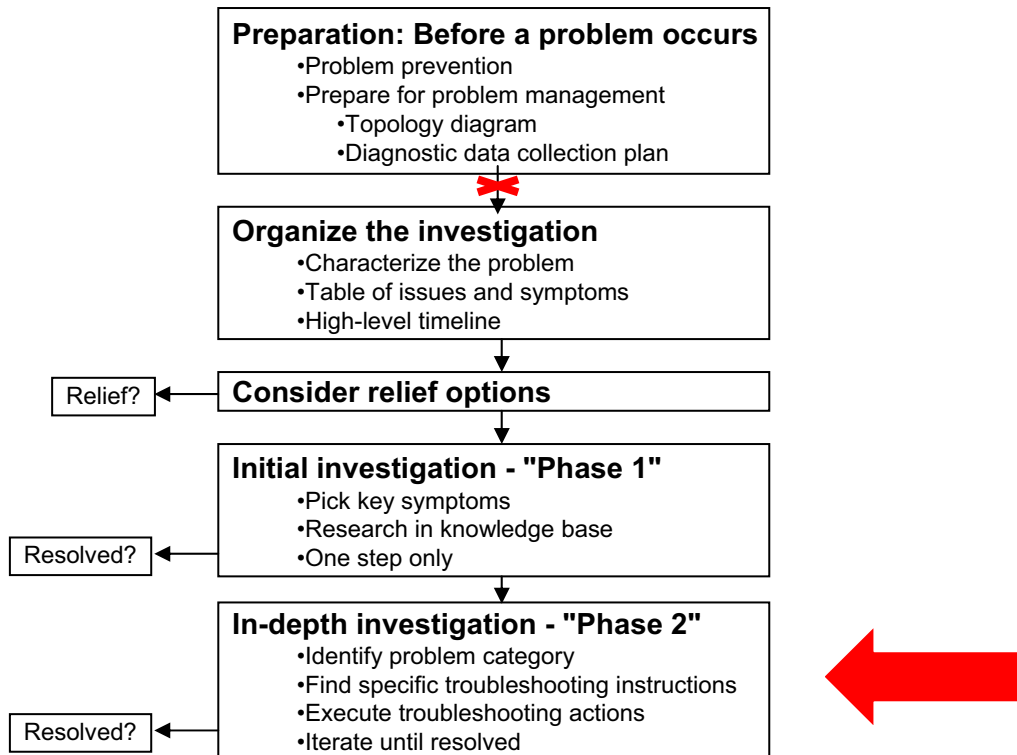 Preparation: Before a problem occurs
•Problem prevention
•Prepare for problem management
•Topology diagram
•Diagnostic data collection plan
Organize the investigation
•Characterize the problem
•Table of issues and symptoms
•High-level timeline
Relief?
Consider relief options
Initial investigation - "Phase 1"
•Pick key symptoms
•Research in knowledge base
•One step only
Resolved?
In-depth investigation - "Phase 2"
•Identify problem category
•Find specific troubleshooting instructions
•Execute troubleshooting actions
•Iterate until resolved
Resolved?